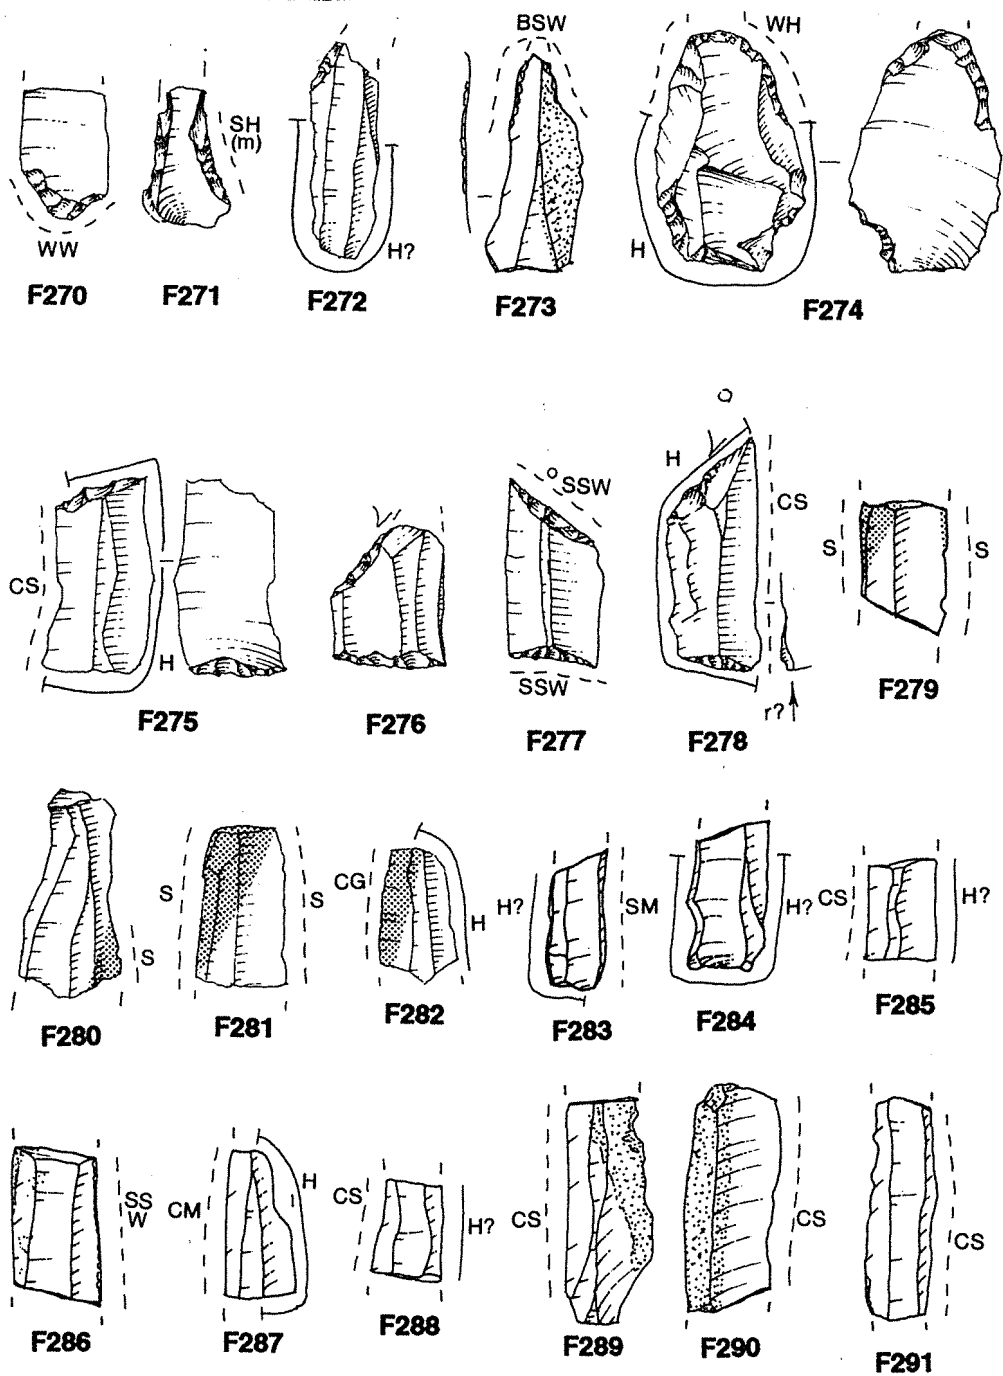 BSW
WH
SH
(m)
WW
H?
H
F270
F271
F272
F273
F274
H
CS
SSW
CS
S
S
H
SSW
r?
F275
F276
F277
F278
F279
S
S
S
CG
H
H?
SM
H?
CS
H?
F280
F281
F282
F283
F284
F285
SS
W
CM
H
CS
H?
CS
CS
CS
F286
F287
F288
F289
F290
F291